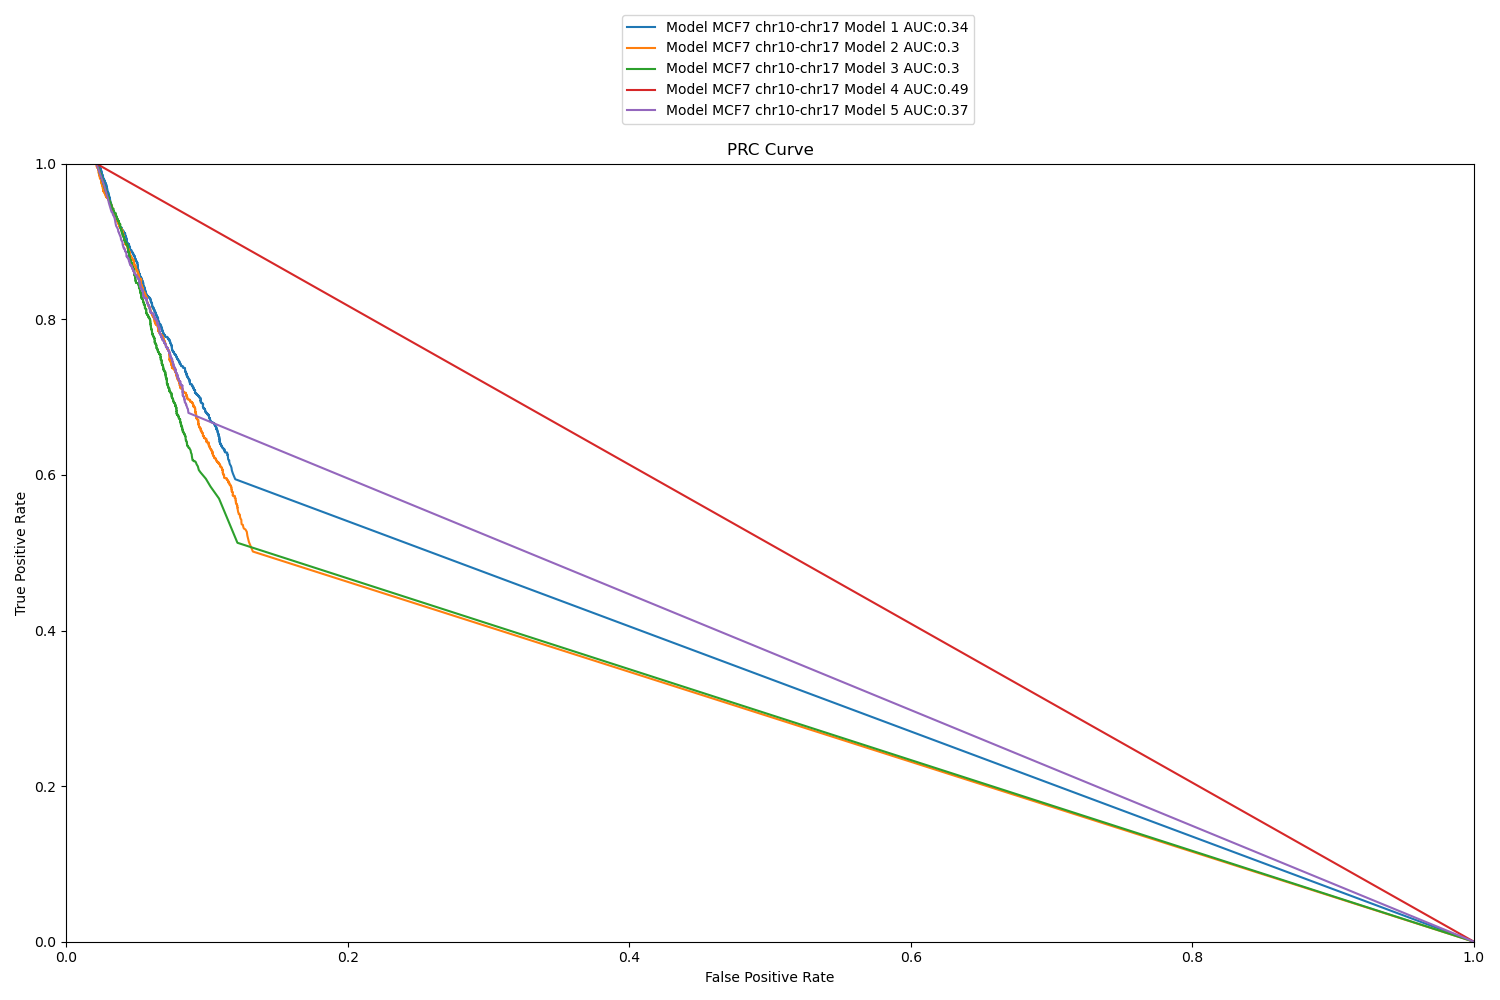 Model MCF7 chr10-chr17 Model 1 AUC:0.34
Model MCF7 chr10-chr17 Model 2 AUC:0.3
Model MCF7 chr10-chr17 Model 3 AUC:0.3
Model MCF7 chr10-chr17 Model 4 AUC:0.49
Model MCF7 chr10-chr17 Model 5 AUC:0.37
PRC Curve
1.0
0.8
0.6
0.4
0.2
0.0
True Positive Rate
0.0 0.2 0.4 0.6 0.8 1.0
False Positive Rate